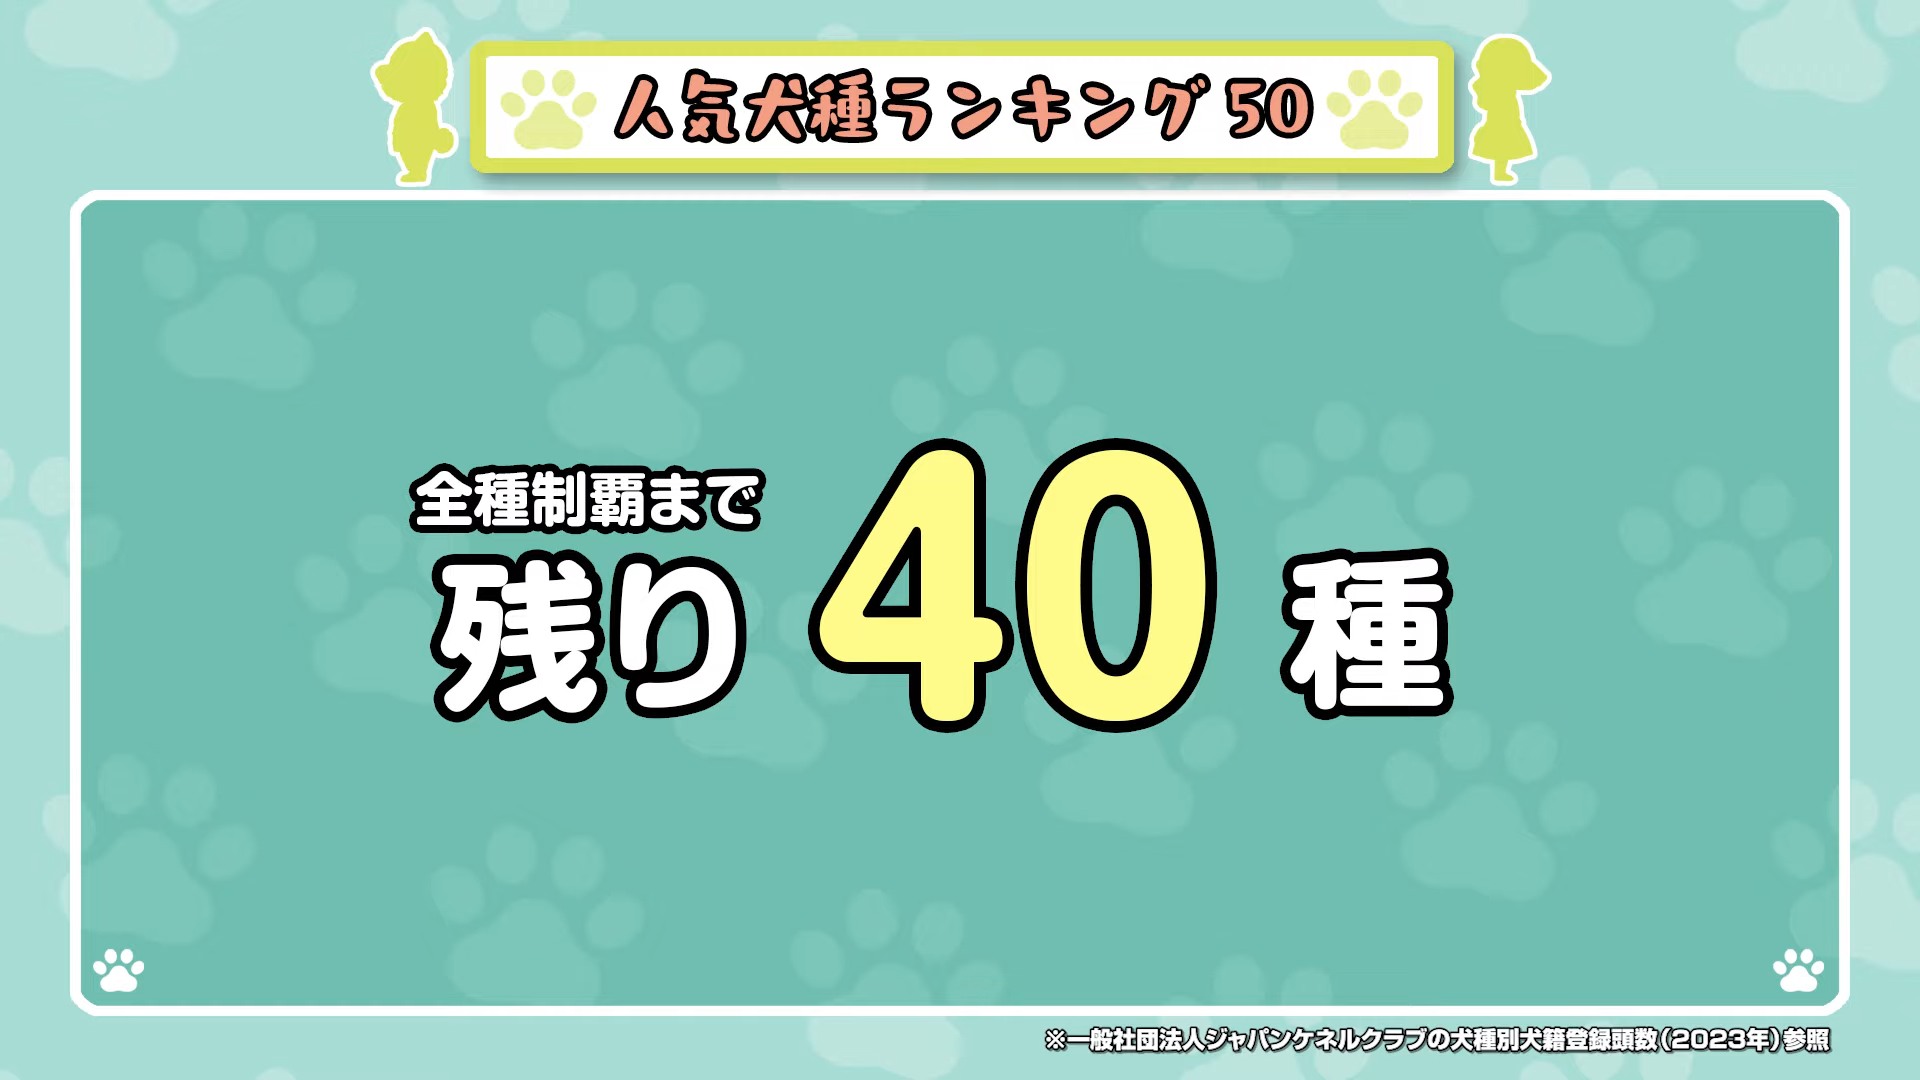 人気犬種ランキング 50
全種制覇まで
残り 40 種
※一般社団法人ジャパンケネルクラブの犬種別犬籍登録頭数（2023年）参照